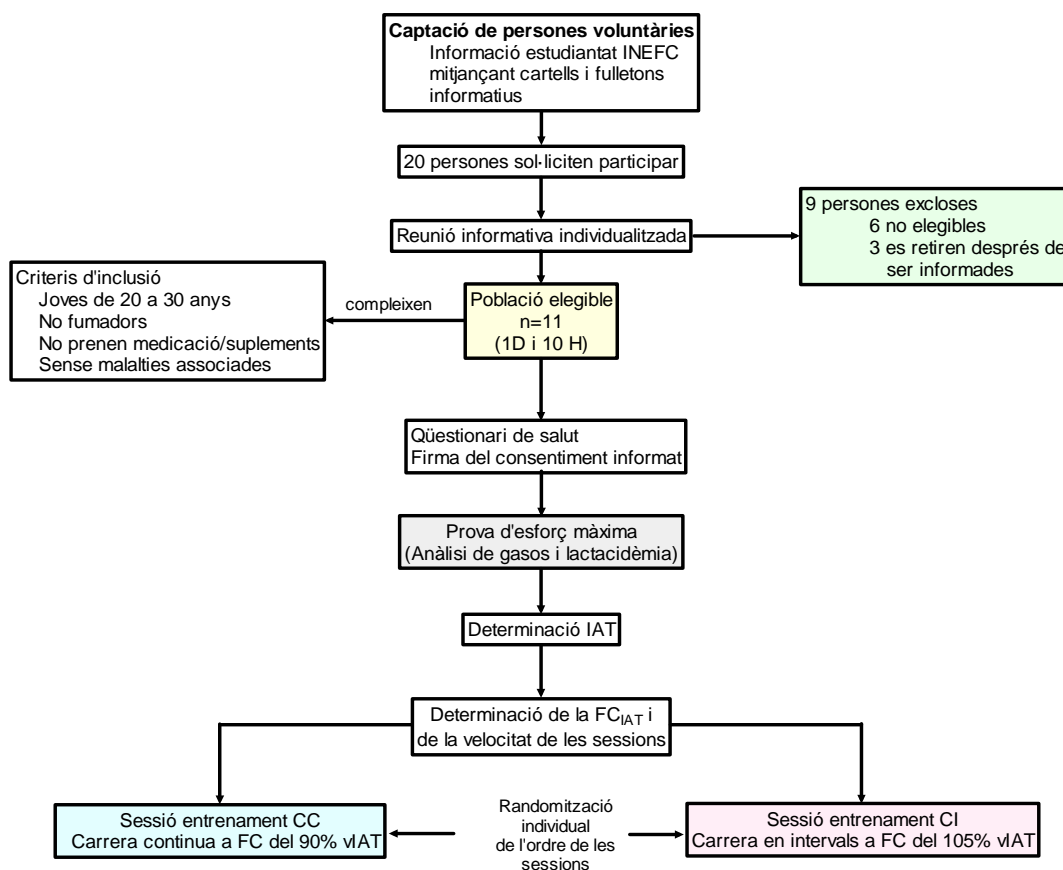 Captació de persones voluntàries
Informació estudiantat INEFC
mitjançant cartells i fulletons
informatius
20 persones sol·liciten participar
Reunió informativa individualitzada
9 persones excloses
6 no elegibles
3 es retiren després de
ser informades
Criteris d'inclusió
Joves de 20 a 30 anys
No fumadors
No prenen medicació/suplements
Sense malalties associades
compleixen
Població elegible
n=11
(1D i 10 H)
Qüestionari de salut
Firma del consentiment informat
Prova d'esforç màxima
(Anàlisi de gasos i lactacidèmia)
Determinació IAT
Determinació de la FCIAT i
de la velocitat de les sessions
Sessió entrenament CC
Carrera continua a FC del 90% vIAT
Randomització
individual
de l'ordre de les
sessions
Sessió entrenament CI
Carrera en intervals a FC del 105% vIAT